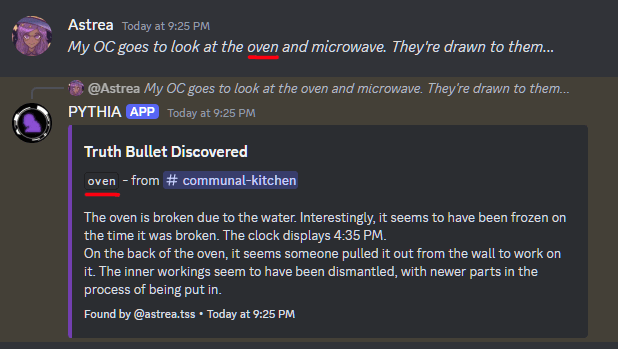 Astrea Today at 9:25 PM
My OC goes to look at the oven and microwave. They're drawn to them...
@Astrea My OC goes to look at the oven and microwave. They're drawn to them...
PYTHIA APP Today at 9:25 PM
Truth Bullet Discovered
oven - from # communal-kitchen
The oven is broken due to the water. Interestingly, it seems to have been frozen on
the time it was broken. The clock displays 4:35 PM.
On the back of the oven, it seems someone pulled it out from the wall to work on
it. The inner workings seem to have been dismantled, with newer parts in the
process of being put in.
Found by @astrea.tss • Today at 9:25 PM